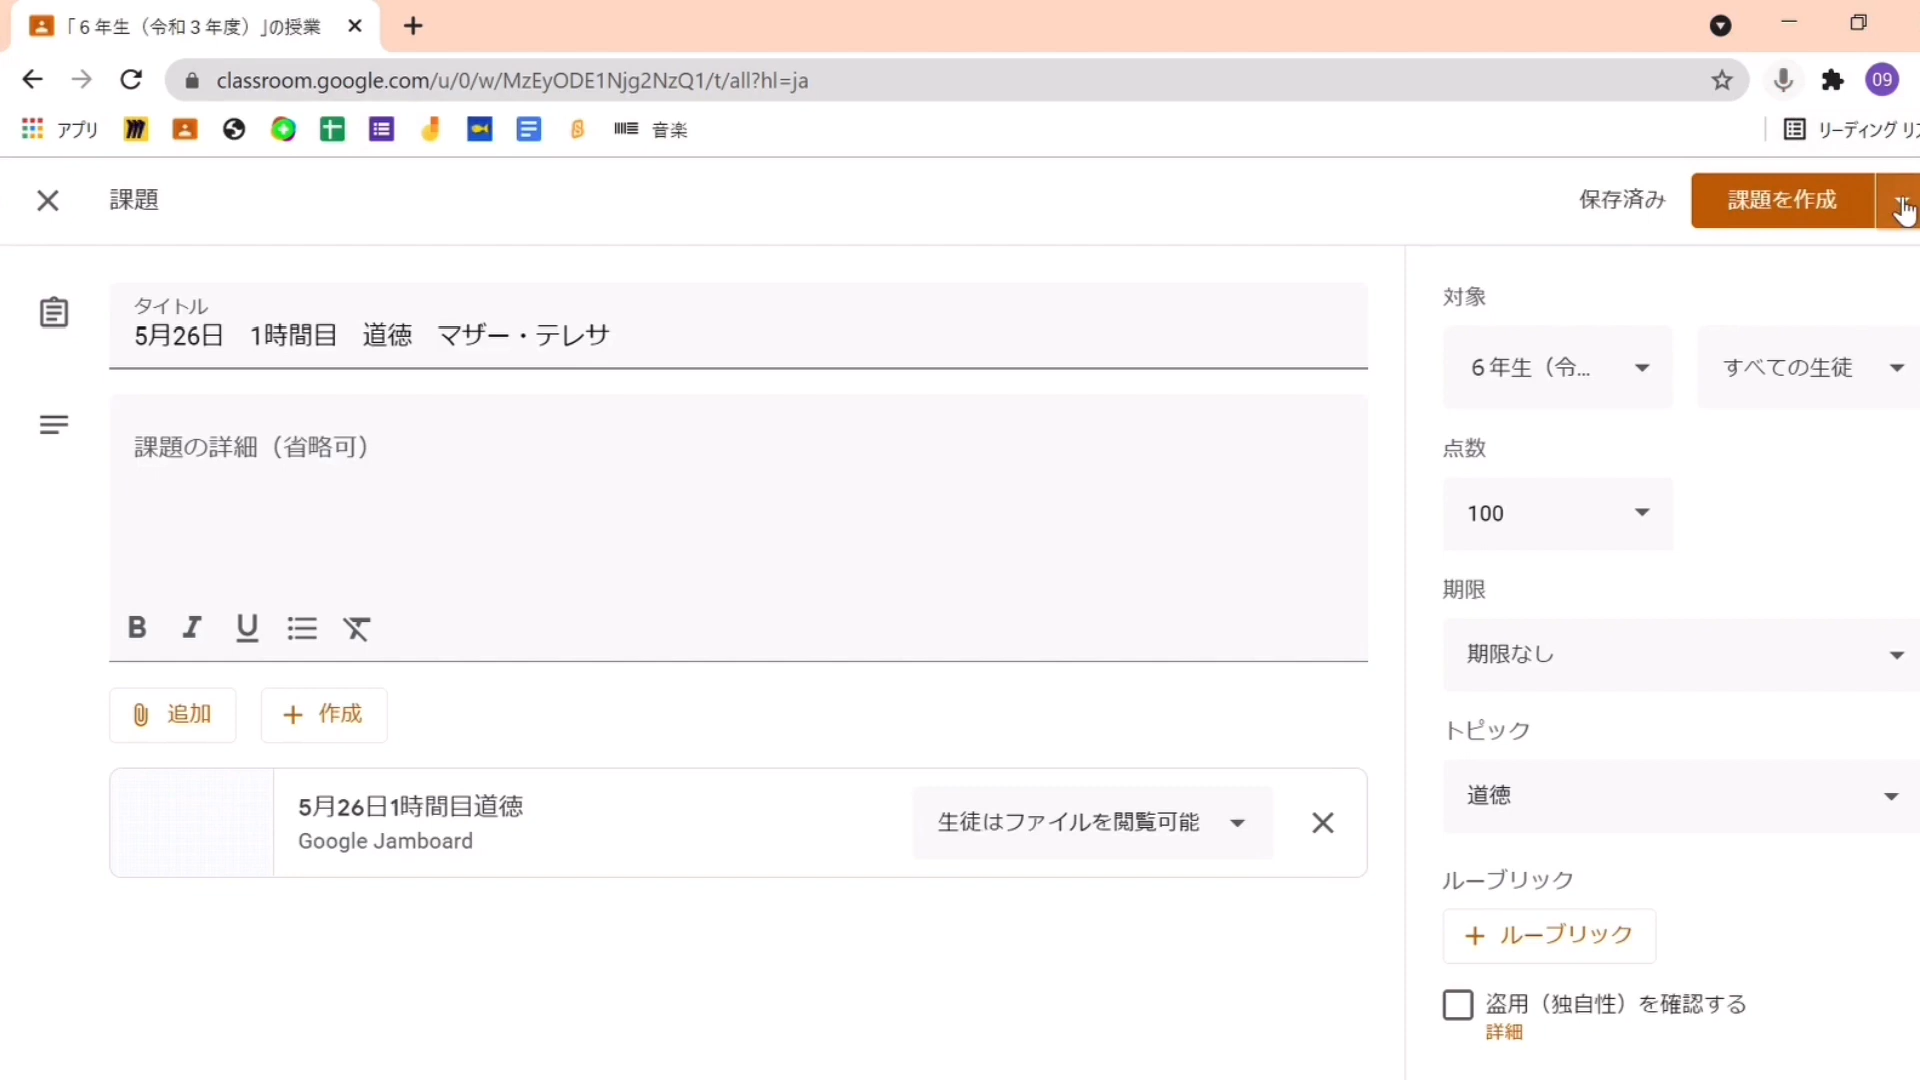 「６年生（令和３年度）」の授業
classroom.google.com/u/0/w/MzEyODE1Njg2NzQ1/t/all?hl=ja
09
アプリ
音楽
リーディング リス
課題
保存済み
課題を作成
タイトル
5月26日　1時間目　道徳　マザー・テレサ
課題の詳細（省略可）
B I U
追加
作成
5月26日1時間目道徳
Google Jamboard
生徒はファイルを閲覧可能
対象
６年生（令...
すべての生徒
点数
100
期限
期限なし
トピック
道徳
ルーブリック
ルーブリック
盗用（独自性）を確認する
詳細